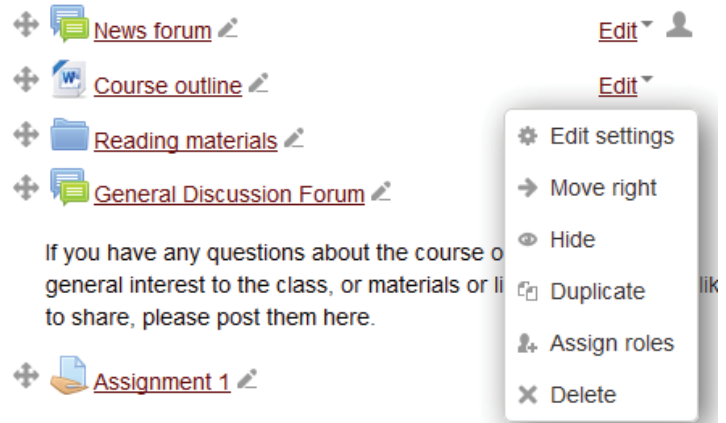 News forum Edit
Course outline Edit
Reading materials Edit settings
General Discussion Forum Move right
Hide
If you have any questions about the course o
general interest to the class, or materials or li Duplicate lik
to share, please post them here. Assign roles
Assignment 1 Delete